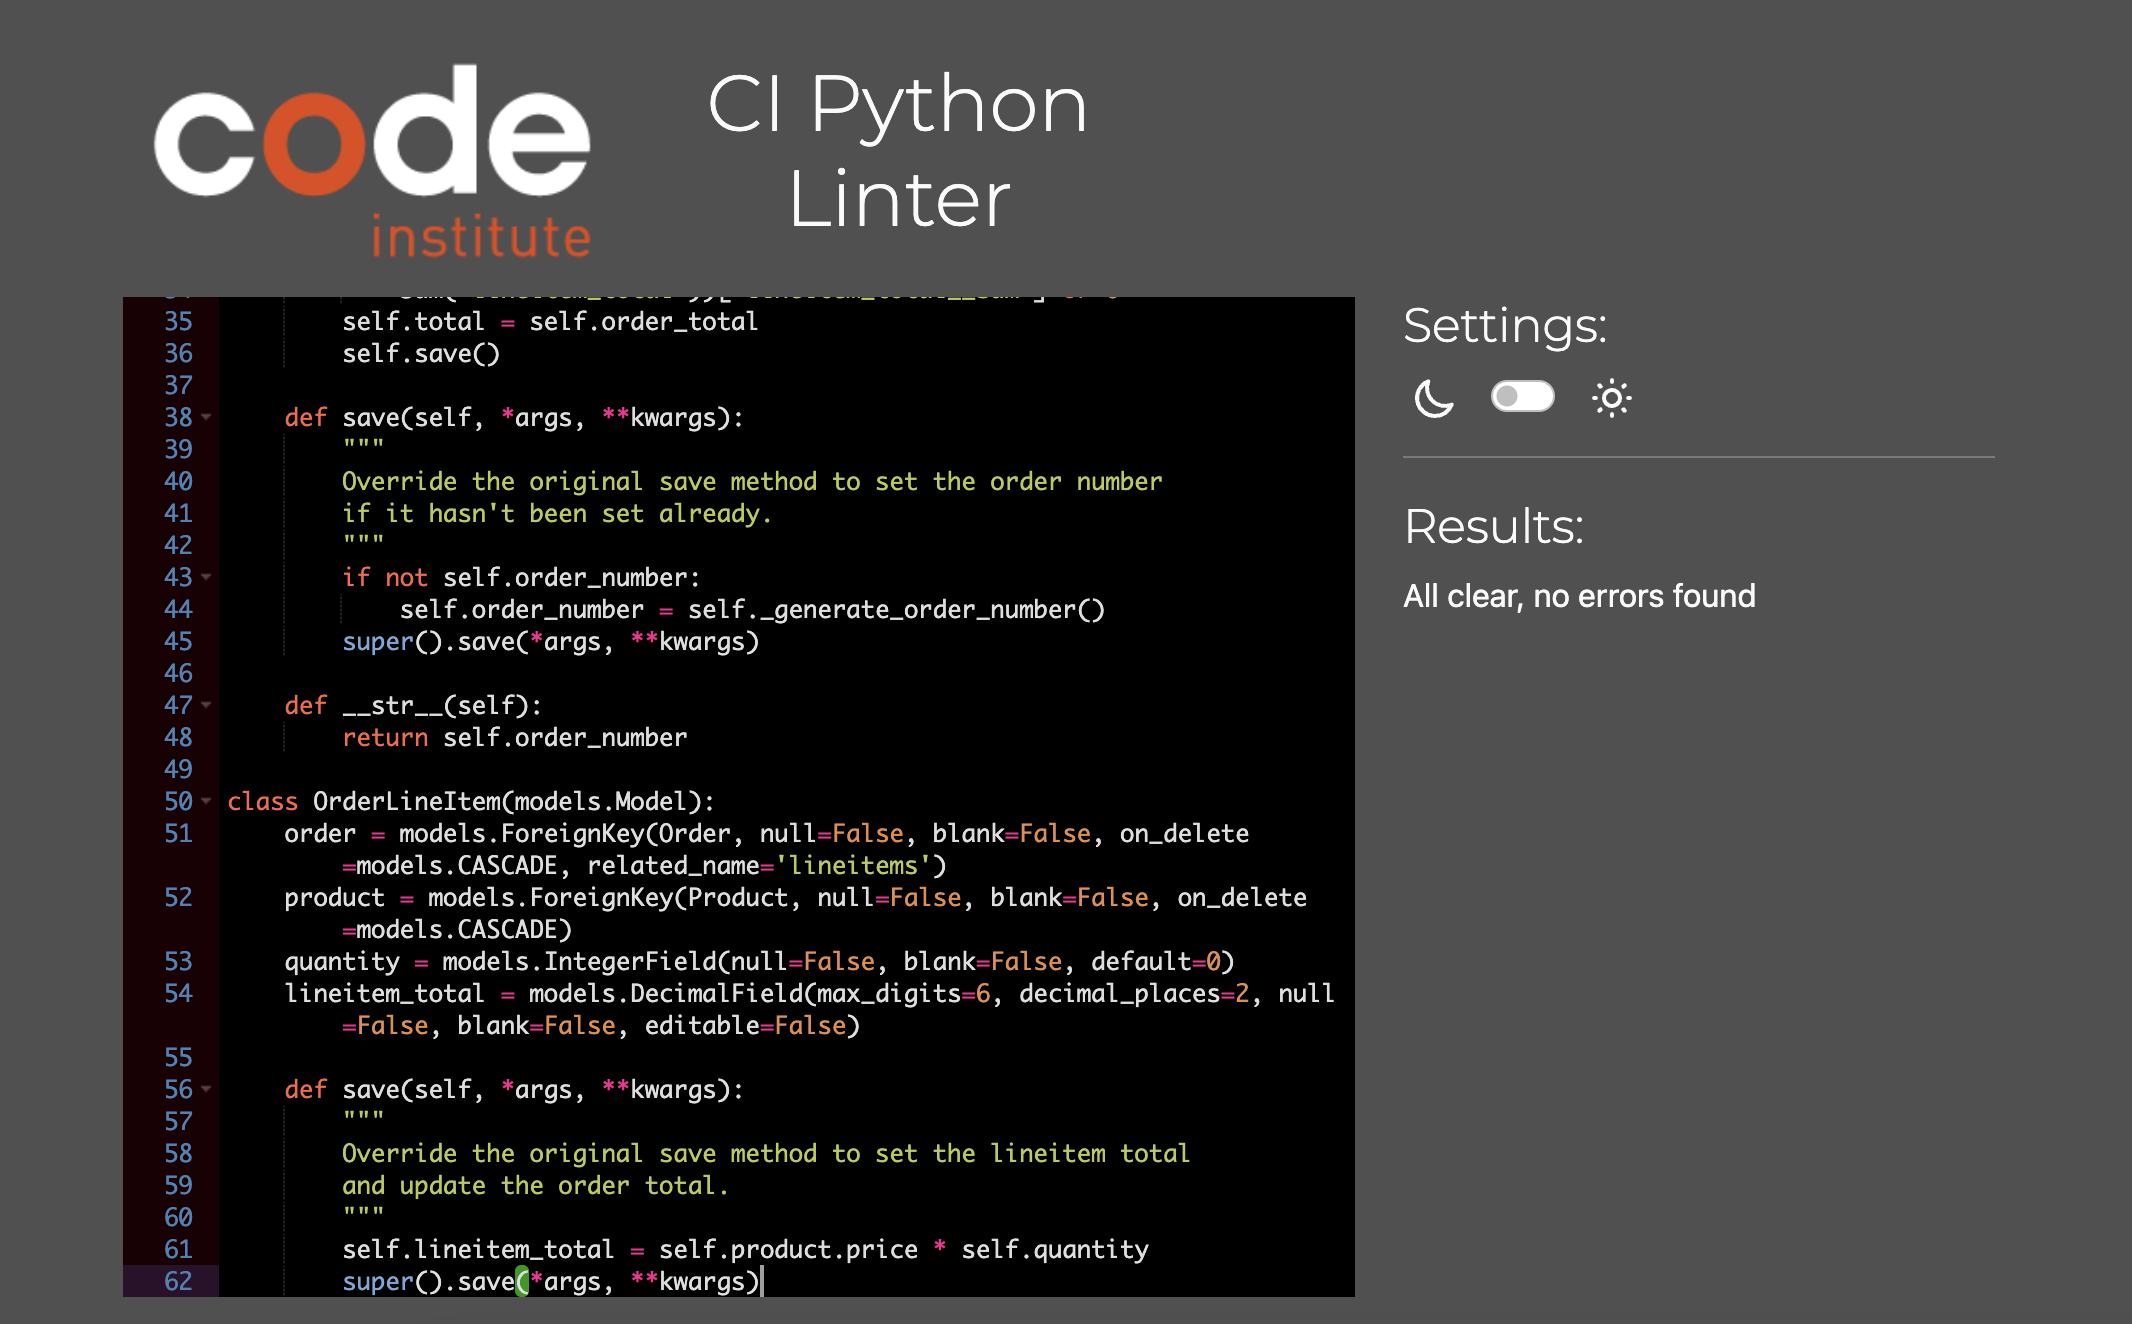 code
institute
CI Python
Linter
35 self.total = self.order_total
36 self.save()
37
38 def save(self, *args, **kwargs):
39 """
40 Override the original save method to set the order number
41 if it hasn't been set already.
42 """
43 if not self.order_number:
44 self.order_number = self._generate_order_number()
45 super().save(*args, **kwargs)
46
47 def __str__(self):
48 return self.order_number
49
50 class OrderLineItem(models.Model):
51 order = models.ForeignKey(Order, null=False, blank=False, on_delete
=models.CASCADE, related_name='lineitems')
52 product = models.ForeignKey(Product, null=False, blank=False, on_delete
=models.CASCADE)
53 quantity = models.IntegerField(null=False, blank=False, default=0)
54 lineitem_total = models.DecimalField(max_digits=6, decimal_places=2, null
=False, blank=False, editable=False)
55
56 def save(self, *args, **kwargs):
57 """
58 Override the original save method to set the lineitem total
59 and update the order total.
60 """
61 self.lineitem_total = self.product.price * self.quantity
62 super().save(*args, **kwargs)
Settings:
Results:
All clear, no errors found